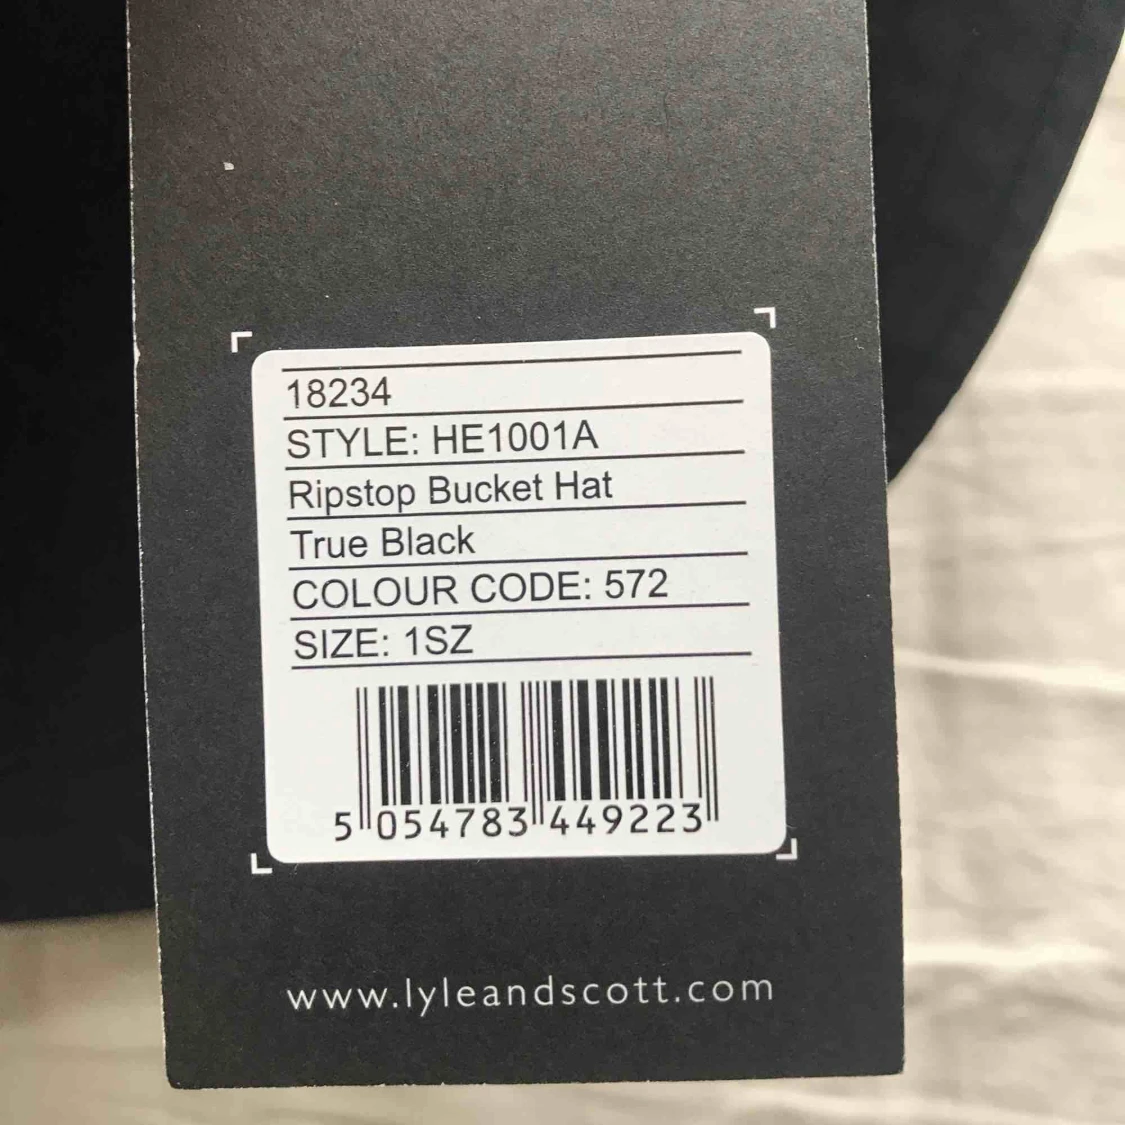 18234
STYLE: HE1001A
Ripstop Bucket Hat
True Black
COLOUR CODE: 572
SIZE: 1SZ
5 054783 449223
www.lyleandscott.com